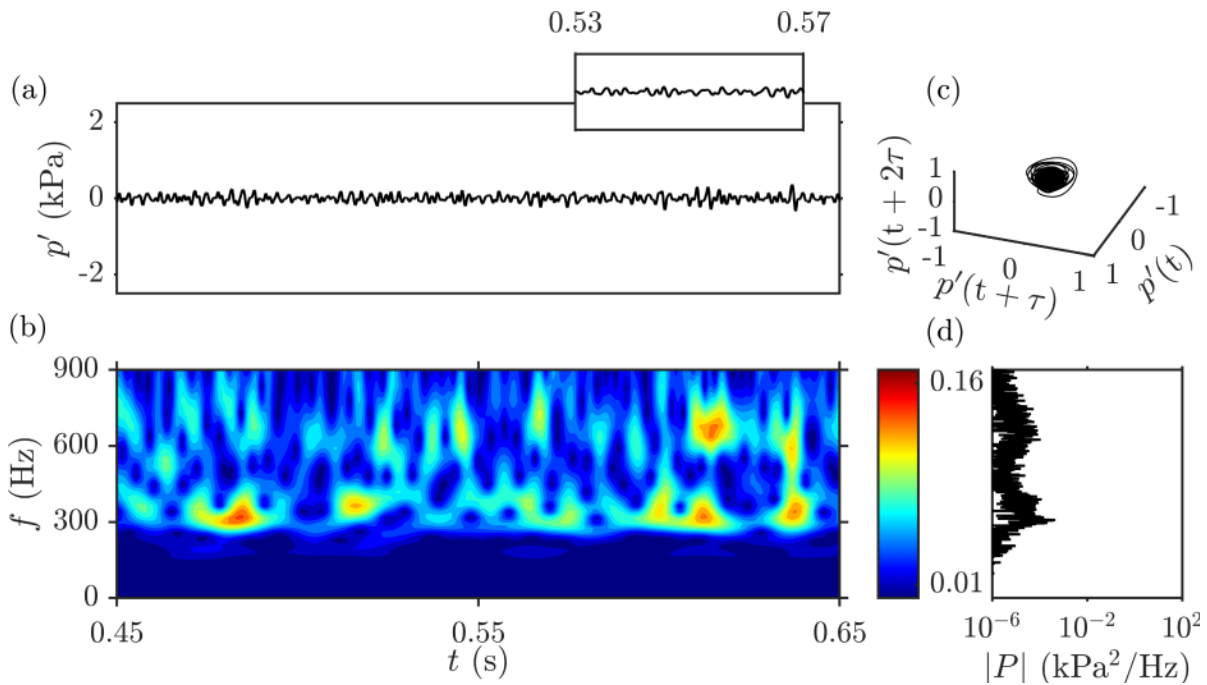 0.53 0.57
(a)
2
0
-2
p′ (kPa)
(c)
1
0
-1
p′(t + 2τ)
-1 0 1
p′(t + τ)
1 0 -1
p′(t)
(b)
900
600
300
0
f (Hz)
0.45 0.55 0.65
t (s)
0.16
0.01
(d)
10⁻⁶ 10⁻² 10²
|P| (kPa²/Hz)